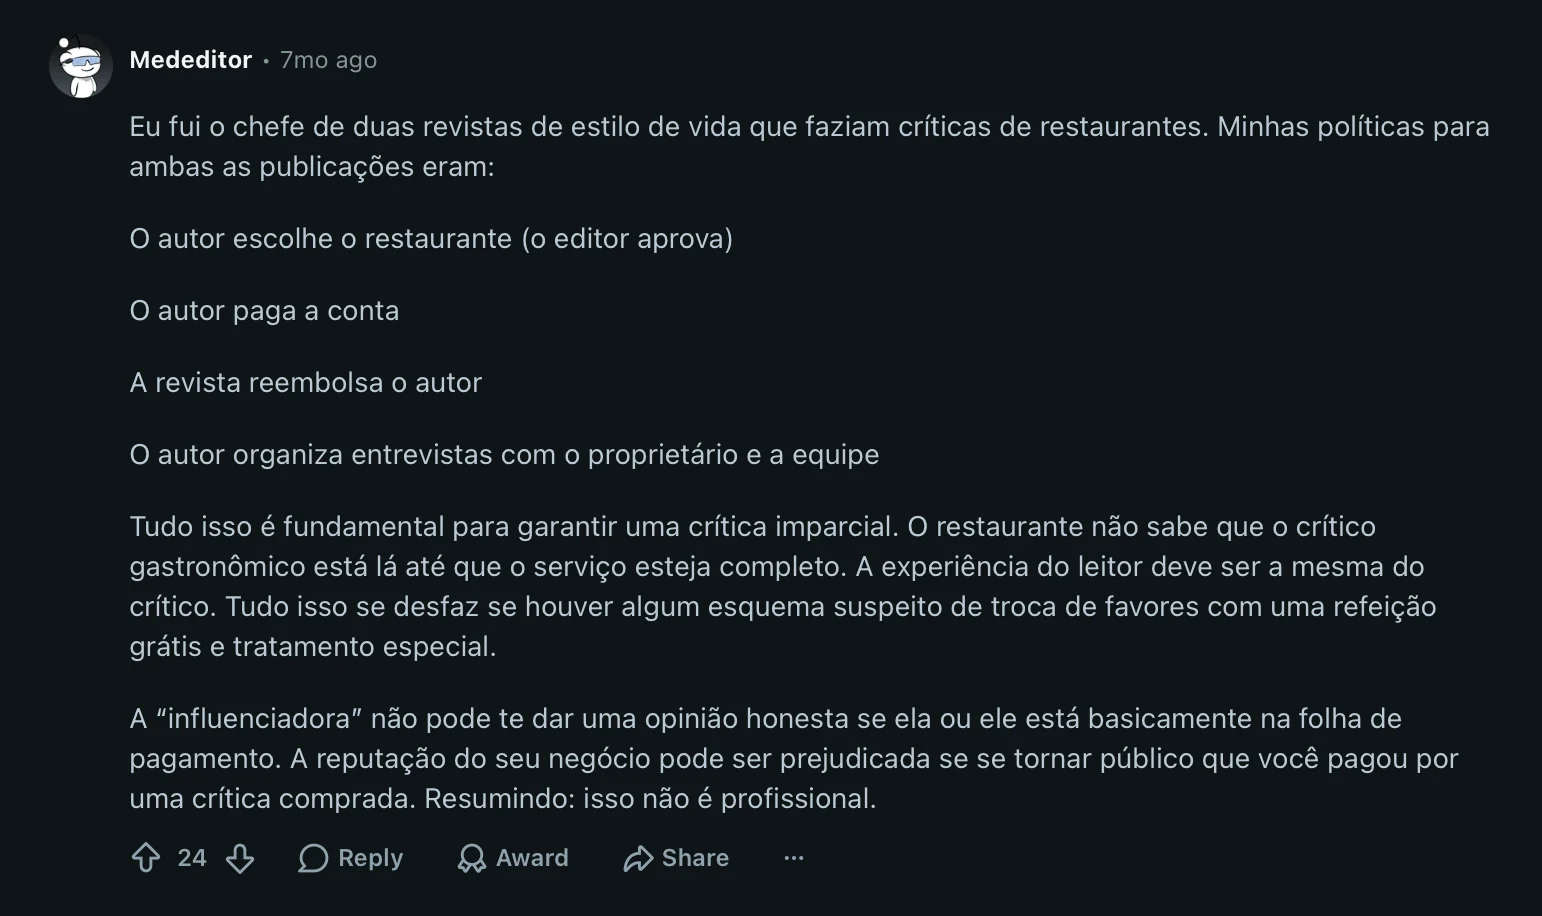 Mededitor • 7mo ago
Eu fui o chefe de duas revistas de estilo de vida que faziam críticas de restaurantes. Minhas políticas para
ambas as publicações eram:
O autor escolhe o restaurante (o editor aprova)
O autor paga a conta
A revista reembolsa o autor
O autor organiza entrevistas com o proprietário e a equipe
Tudo isso é fundamental para garantir uma crítica imparcial. O restaurante não sabe que o crítico
gastronômico está lá até que o serviço esteja completo. A experiência do leitor deve ser a mesma do
crítico. Tudo isso se desfaz se houver algum esquema suspeito de troca de favores com uma refeição
grátis e tratamento especial.
A “influenciadora” não pode te dar uma opinião honesta se ela ou ele está basicamente na folha de
pagamento. A reputação do seu negócio pode ser prejudicada se se tornar público que você pagou por
uma crítica comprada. Resumindo: isso não é profissional.
24 Reply Award Share ...